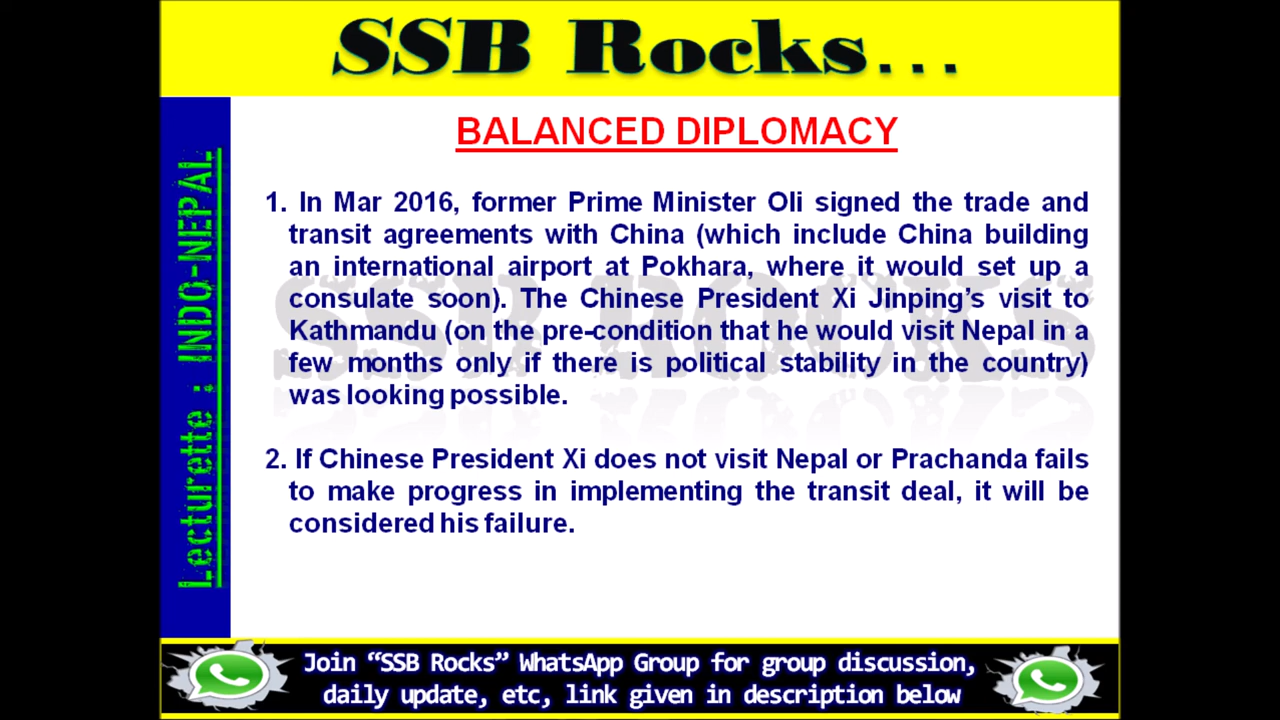 SSB Rocks...
Lecturette : INDO-NEPAL
BALANCED DIPLOMACY
1. In Mar 2016, former Prime Minister Oli signed the trade and
transit agreements with China (which include China building
an international airport at Pokhara, where it would set up a
consulate soon). The Chinese President Xi Jinping's visit to
Kathmandu (on the pre-condition that he would visit Nepal in a
few months only if there is political stability in the country)
was looking possible.
2. If Chinese President Xi does not visit Nepal or Prachanda fails
to make progress in implementing the transit deal, it will be
considered his failure.
SSB ROCKS
Join “SSB Rocks” WhatsApp Group for group discussion,
daily update, etc, link given in description below